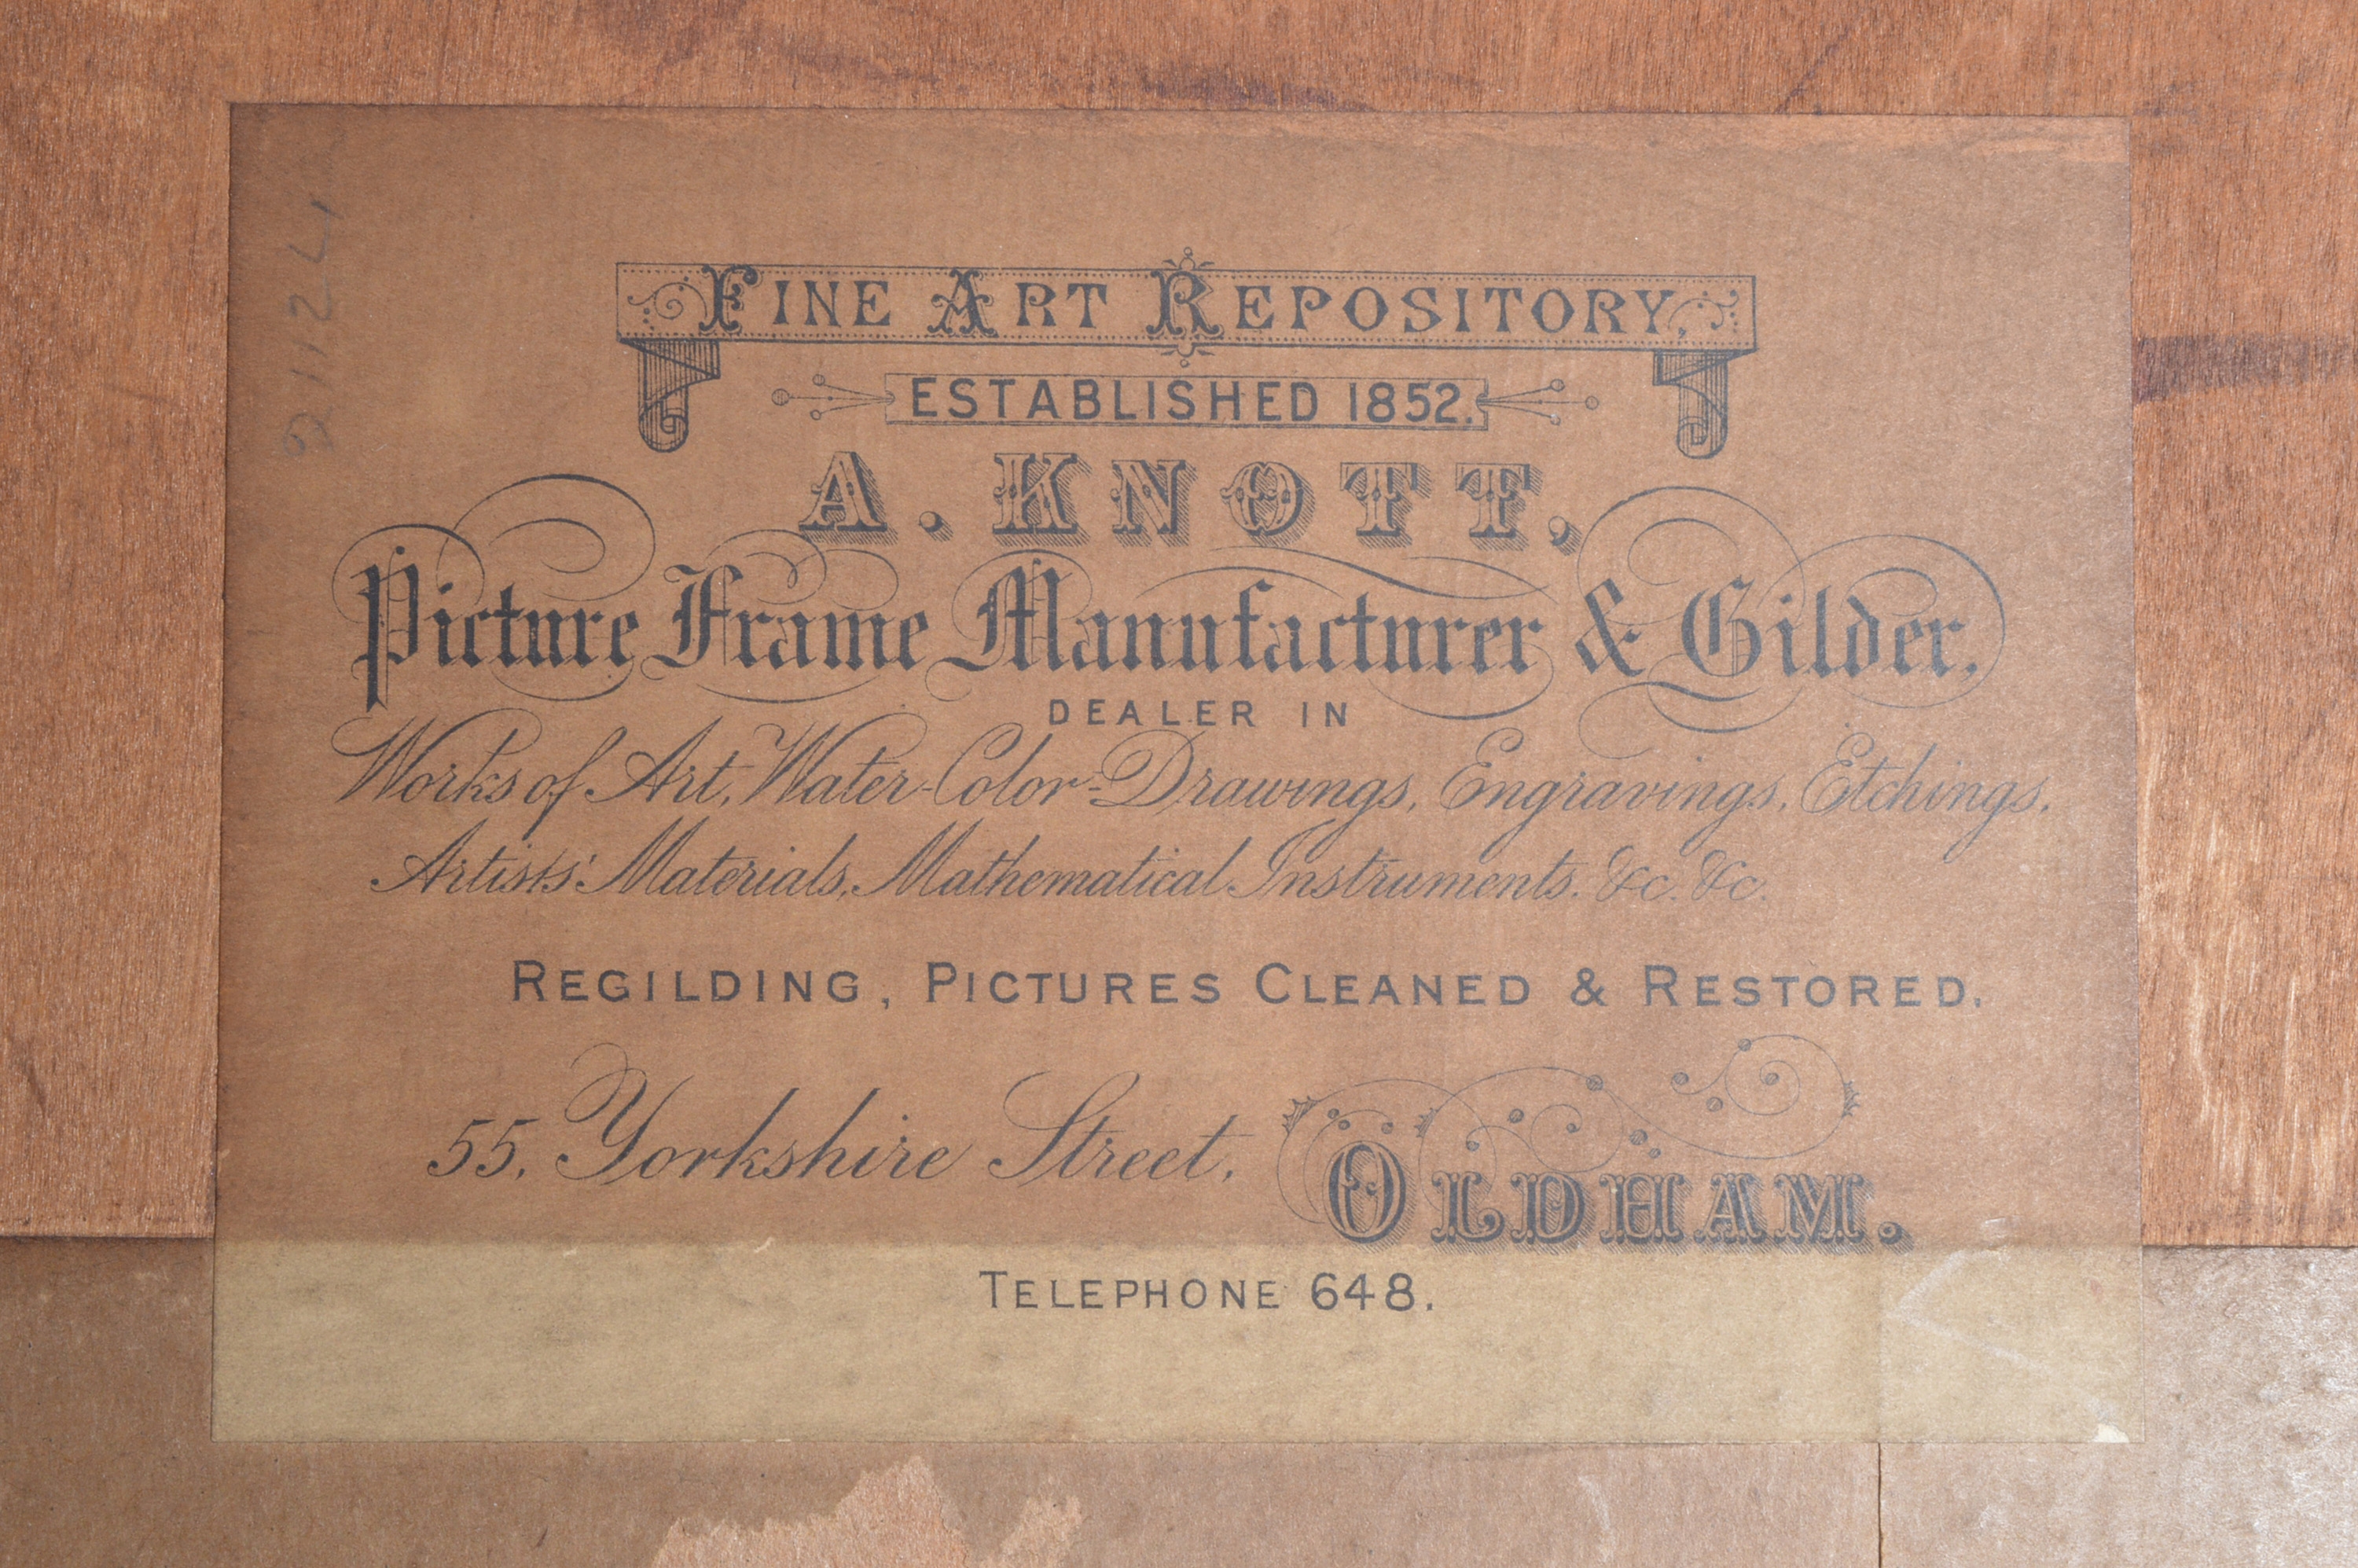 FINE ART REPOSITORY.
ESTABLISHED 1852.
A. KNOTT,
Picture Frame Manufacturer & Gilder.
DEALER IN
Works of Art, Water-Color-Drawings, Engravings, Etchings,
Artists' Materials, Mathematical Instruments. &c. &c.
REGILDING, PICTURES CLEANED & RESTORED.
55, Yorkshire Street, OLDHAM.
TELEPHONE 648.